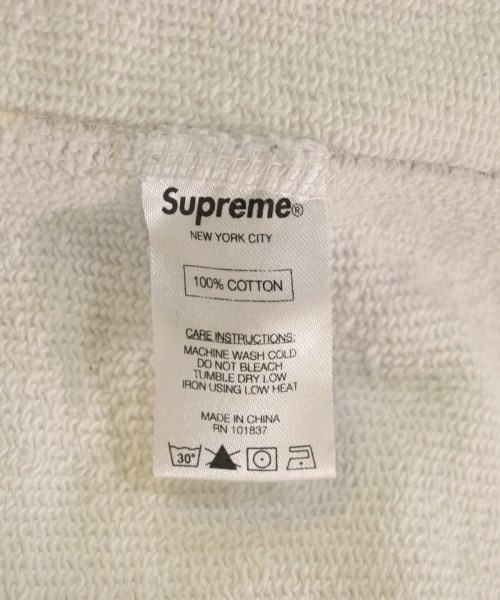 Supreme®
NEW YORK CITY
100% COTTON
CARE INSTRUCTIONS:
MACHINE WASH COLD
DO NOT BLEACH
TUMBLE DRY LOW
IRON USING LOW HEAT
MADE IN CHINA
RN 101837
30°